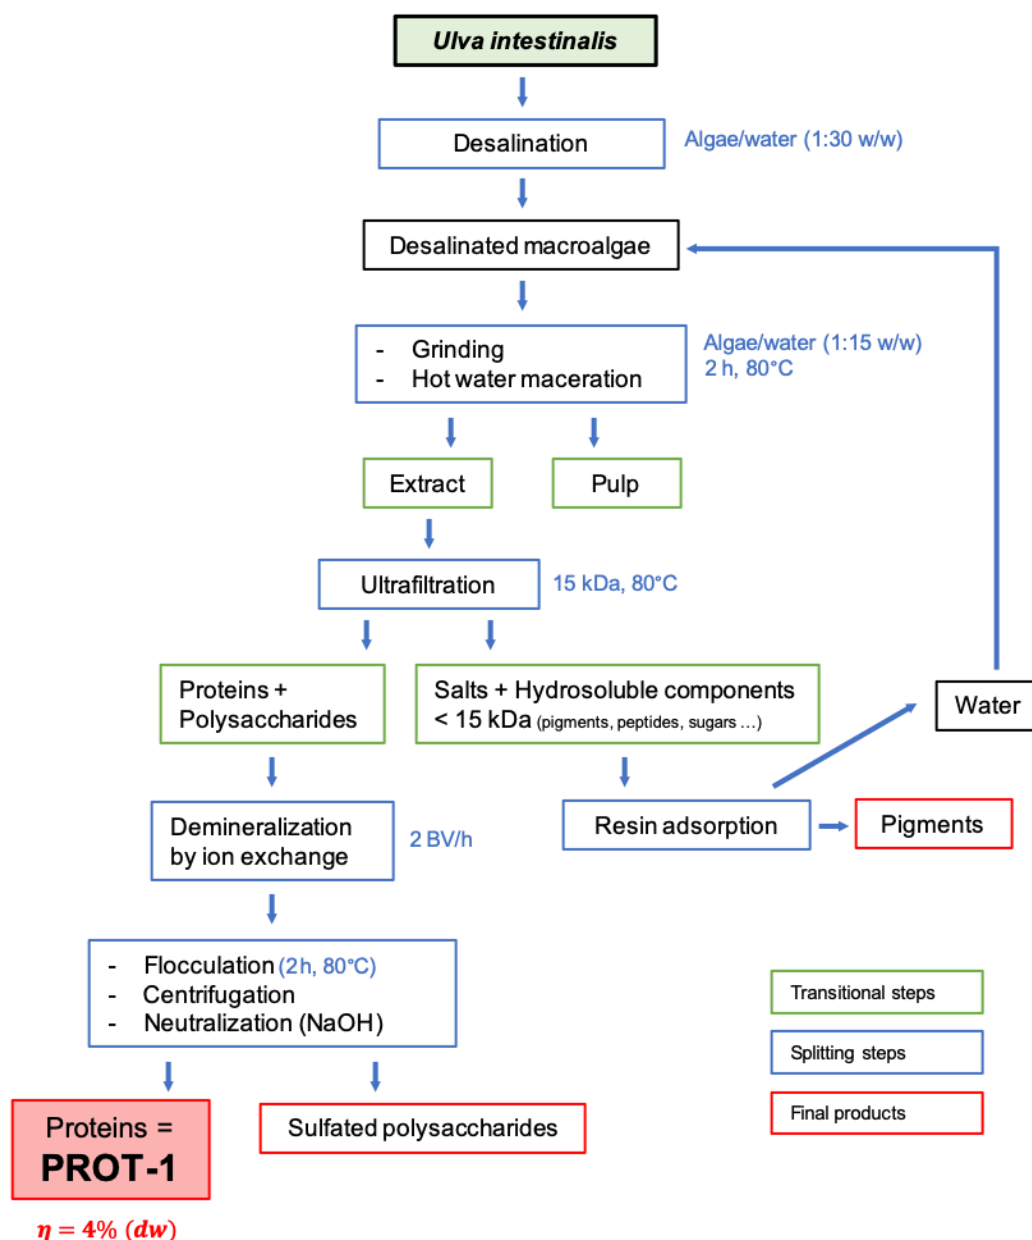 Ulva intestinalis
Desalination
Algae/water (1:30 w/w)
Desalinated macroalgae
- Grinding
- Hot water maceration
Algae/water (1:15 w/w)
2 h, 80°C
Extract
Pulp
Ultrafiltration
15 kDa, 80°C
Proteins +
Polysaccharides
Salts + Hydrosoluble components
< 15 kDa (pigments, peptides, sugars ...)
Water
Demineralization
by ion exchange
2 BV/h
Resin adsorption
Pigments
- Flocculation (2h, 80°C)
- Centrifugation
- Neutralization (NaOH)
Transitional steps
Splitting steps
Final products
Proteins =
PROT-1
Sulfated polysaccharides
η = 4% (dw)